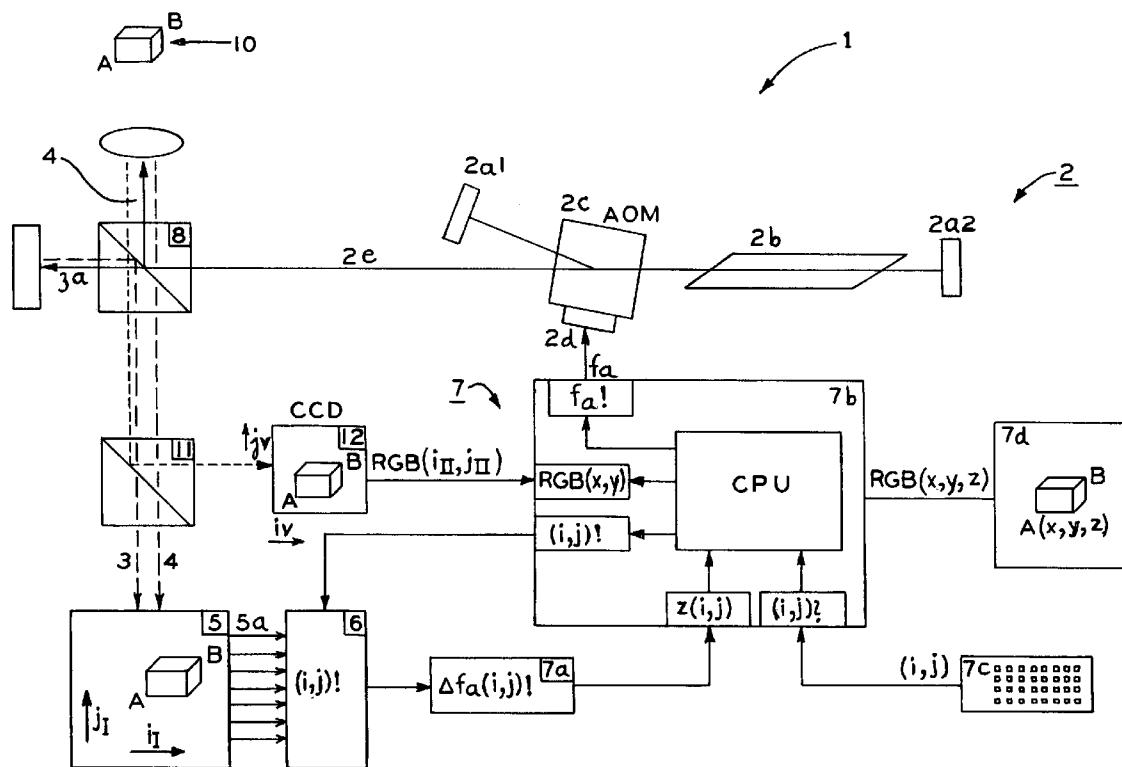 B
10
A
1
4
2a1
2
2c
AOM
2a2
8
2b
3a
2e
2d
fa
7
fa!
7b
CCD
jv
12
11
B
RGB(iII,jII)
A
RGB(x,y)
CPU
RGB(x,y,z)
7d
B
A(x,y,z)
iv
(i,j)!
3
4
z(i,j)
(i,j)?
5
5a
6
B
(i,j)!
7a
Δfa(i,j)!
(i,j)
7c
A
jI
iI